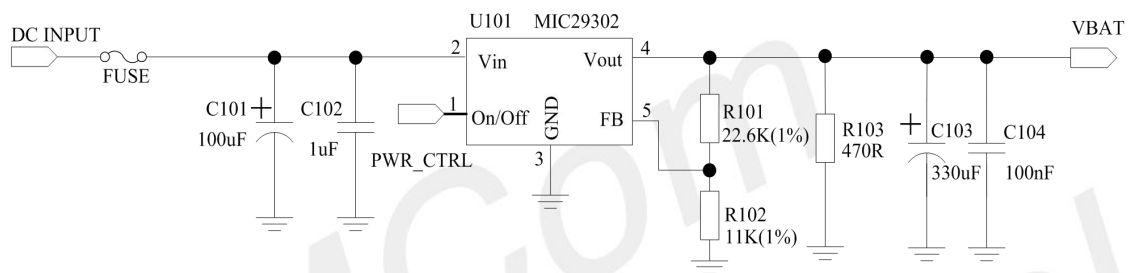 U101 MIC29302
DC INPUT
FUSE
2
Vin
Vout
4
VBAT
C101
100uF
C102
1uF
1
On/Off
PWR_CTRL
GND
3
FB
5
R101
22.6K(1%)
R102
11K(1%)
R103
470R
C103
330uF
C104
100nF
Com